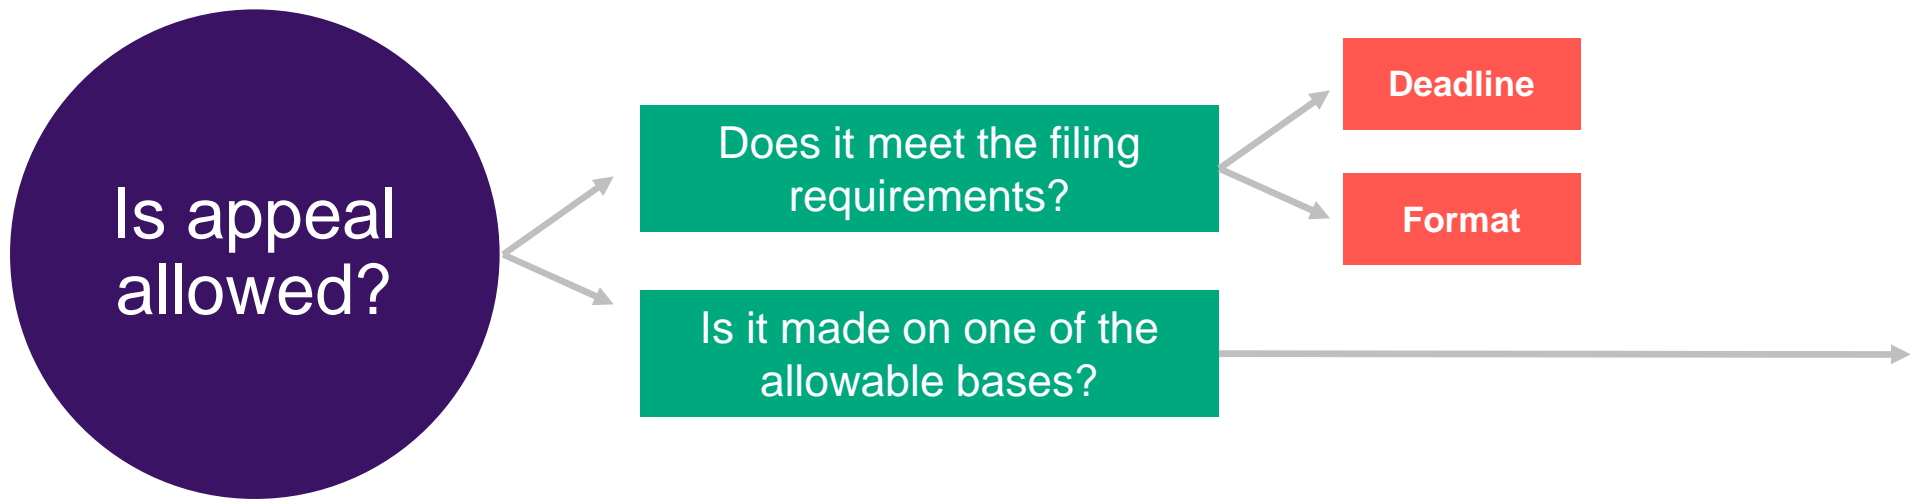 Is appeal
allowed?
Does it meet the filing
requirements?
Deadline
Format
Is it made on one of the
allowable bases?